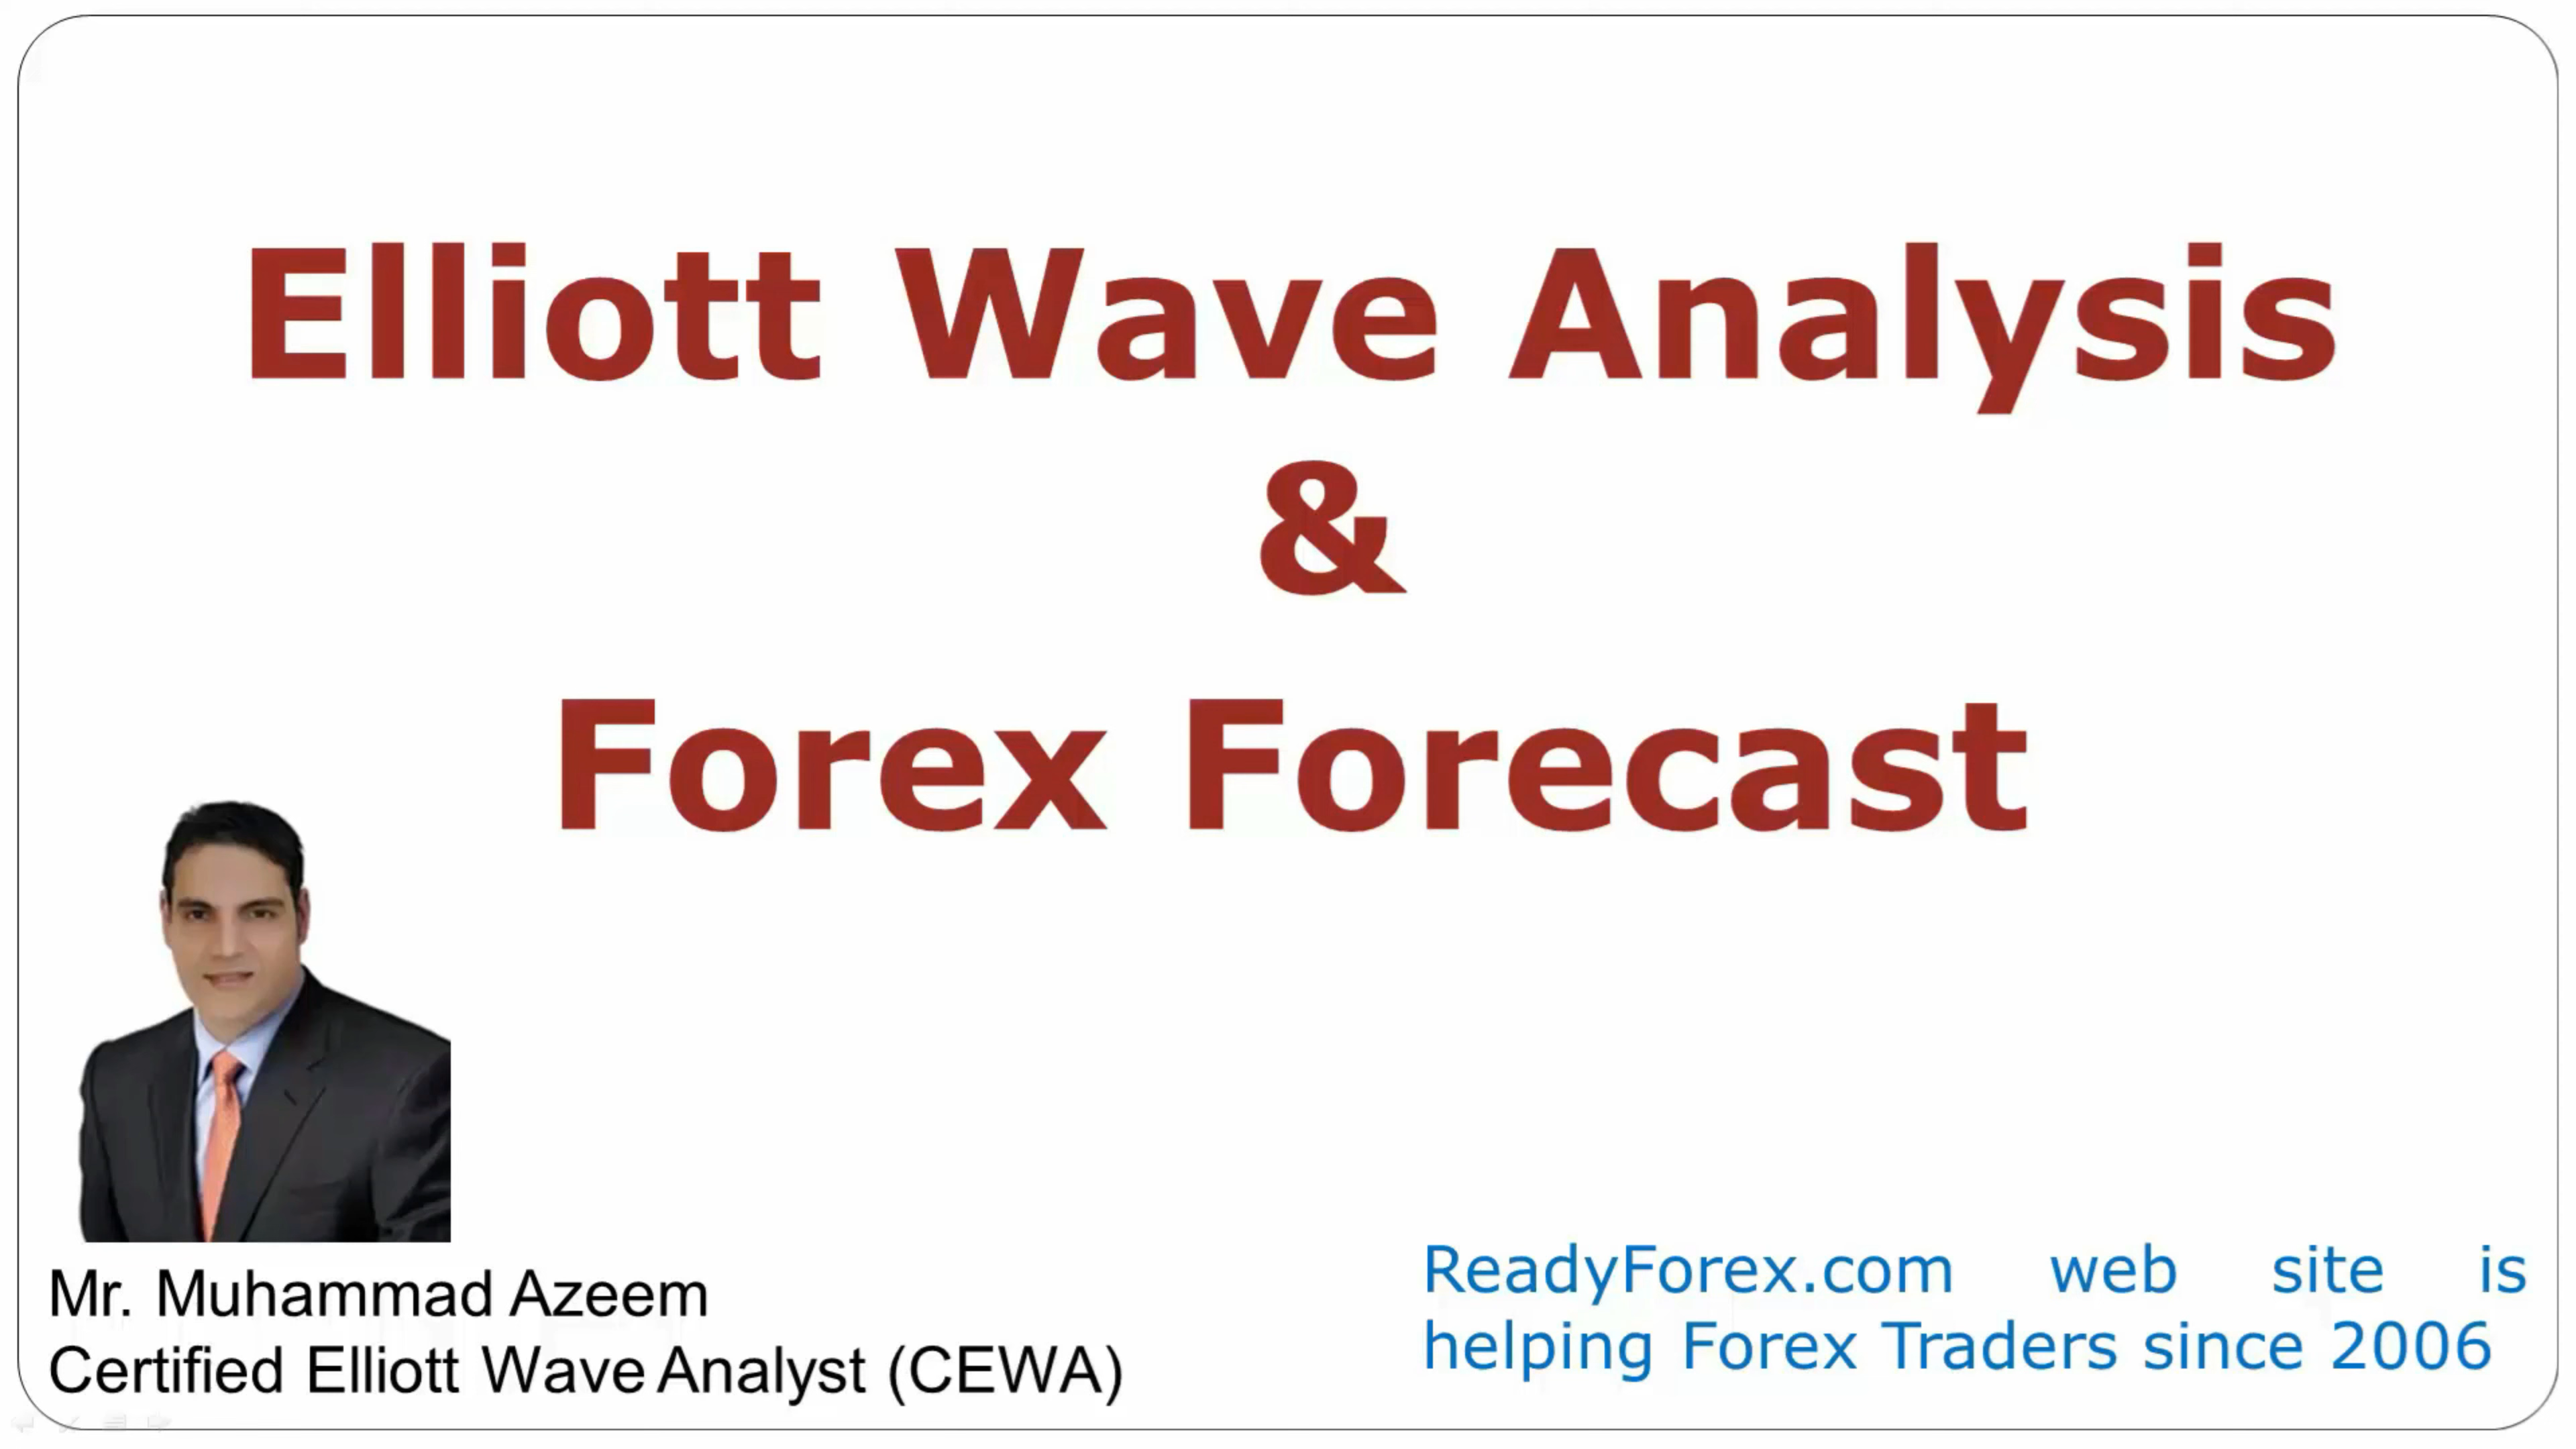 Elliott Wave Analysis
&
Forex Forecast
Mr. Muhammad Azeem
Certified Elliott Wave Analyst (CEWA)
ReadyForex.com web site is
helping Forex Traders since 2006